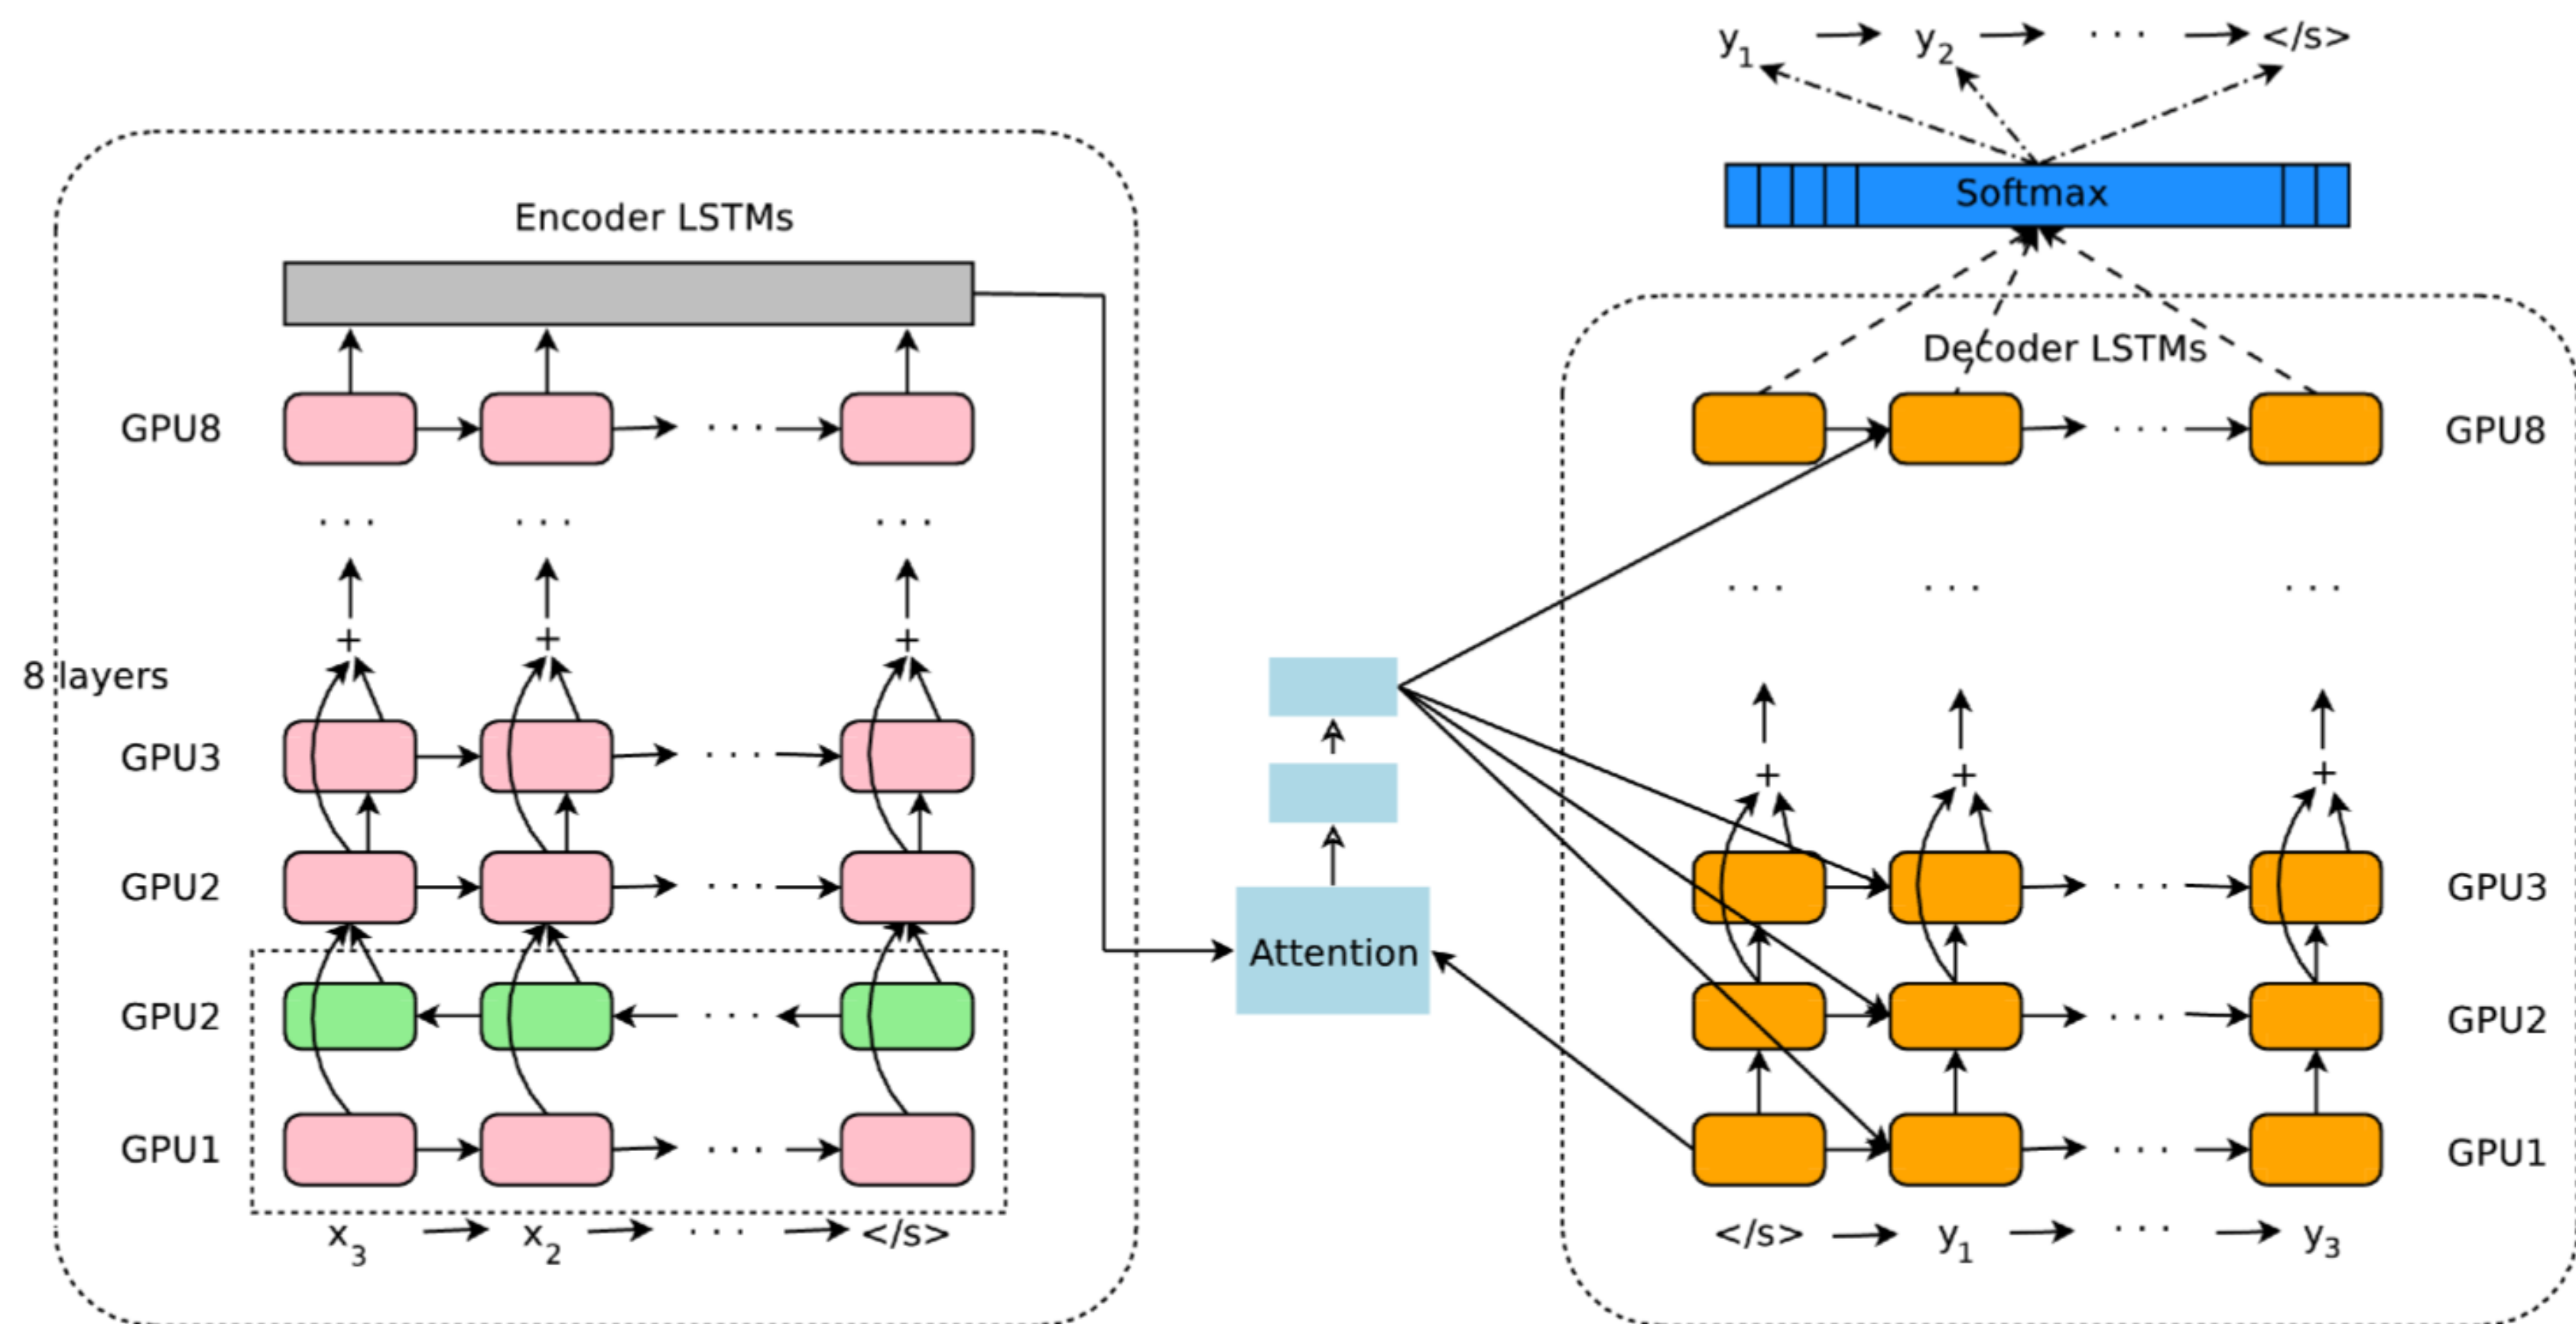 y1 → y2 → ... → </s>
Softmax
Encoder LSTMs
GPU8
...
...
...
+
+
+
8 layers
GPU3
GPU2
GPU2
GPU1
x3 → x2 → ... → </s>
Attention
Decoder LSTMs
GPU8
...
...
...
+
+
+
GPU3
GPU2
GPU1
</s> → y1 → ... → y3